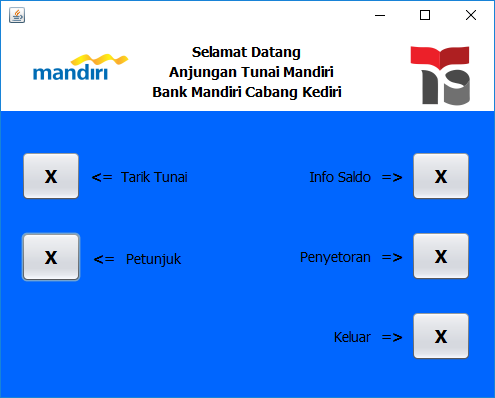 mandiri
Selamat Datang
Anjungan Tunai Mandiri
Bank Mandiri Cabang Kediri
X <= Tarik Tunai
Info Saldo => X
X <= Petunjuk
Penyetoran => X
Keluar => X